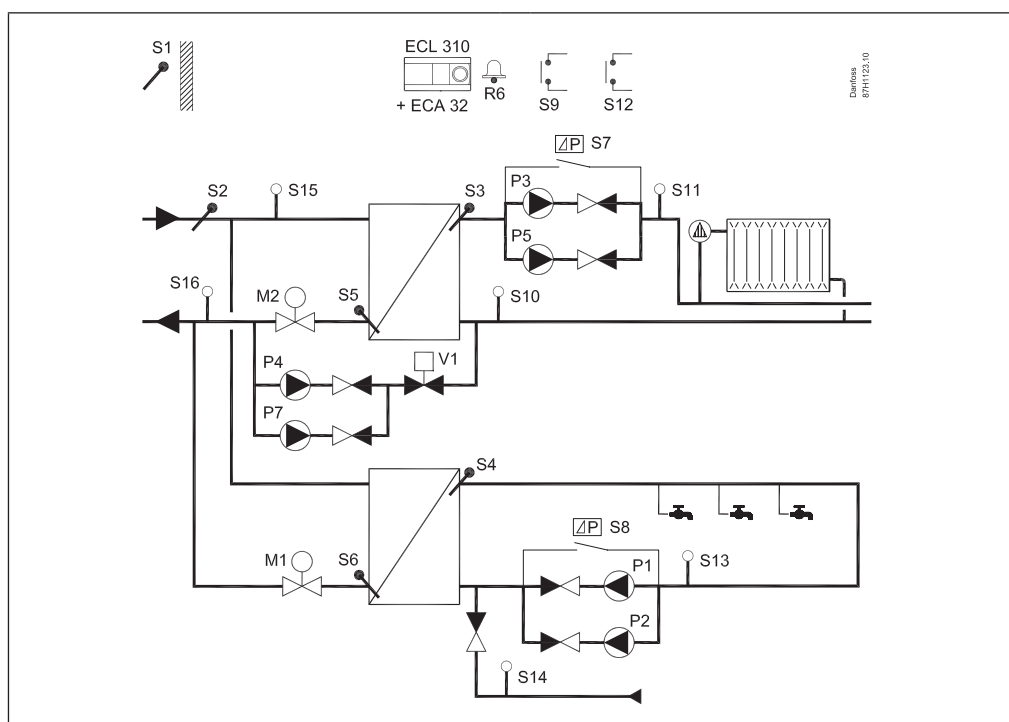 S1
ECL 310
+ ECA 32
R6
S9
S12
Danfoss
87H1123.10
S2
S15
S3
P3
P5
⊿P S7
S11
S16
M2
S5
S10
P4
V1
P7
S4
M1
S6
⊿P S8
P1
P2
S13
S14